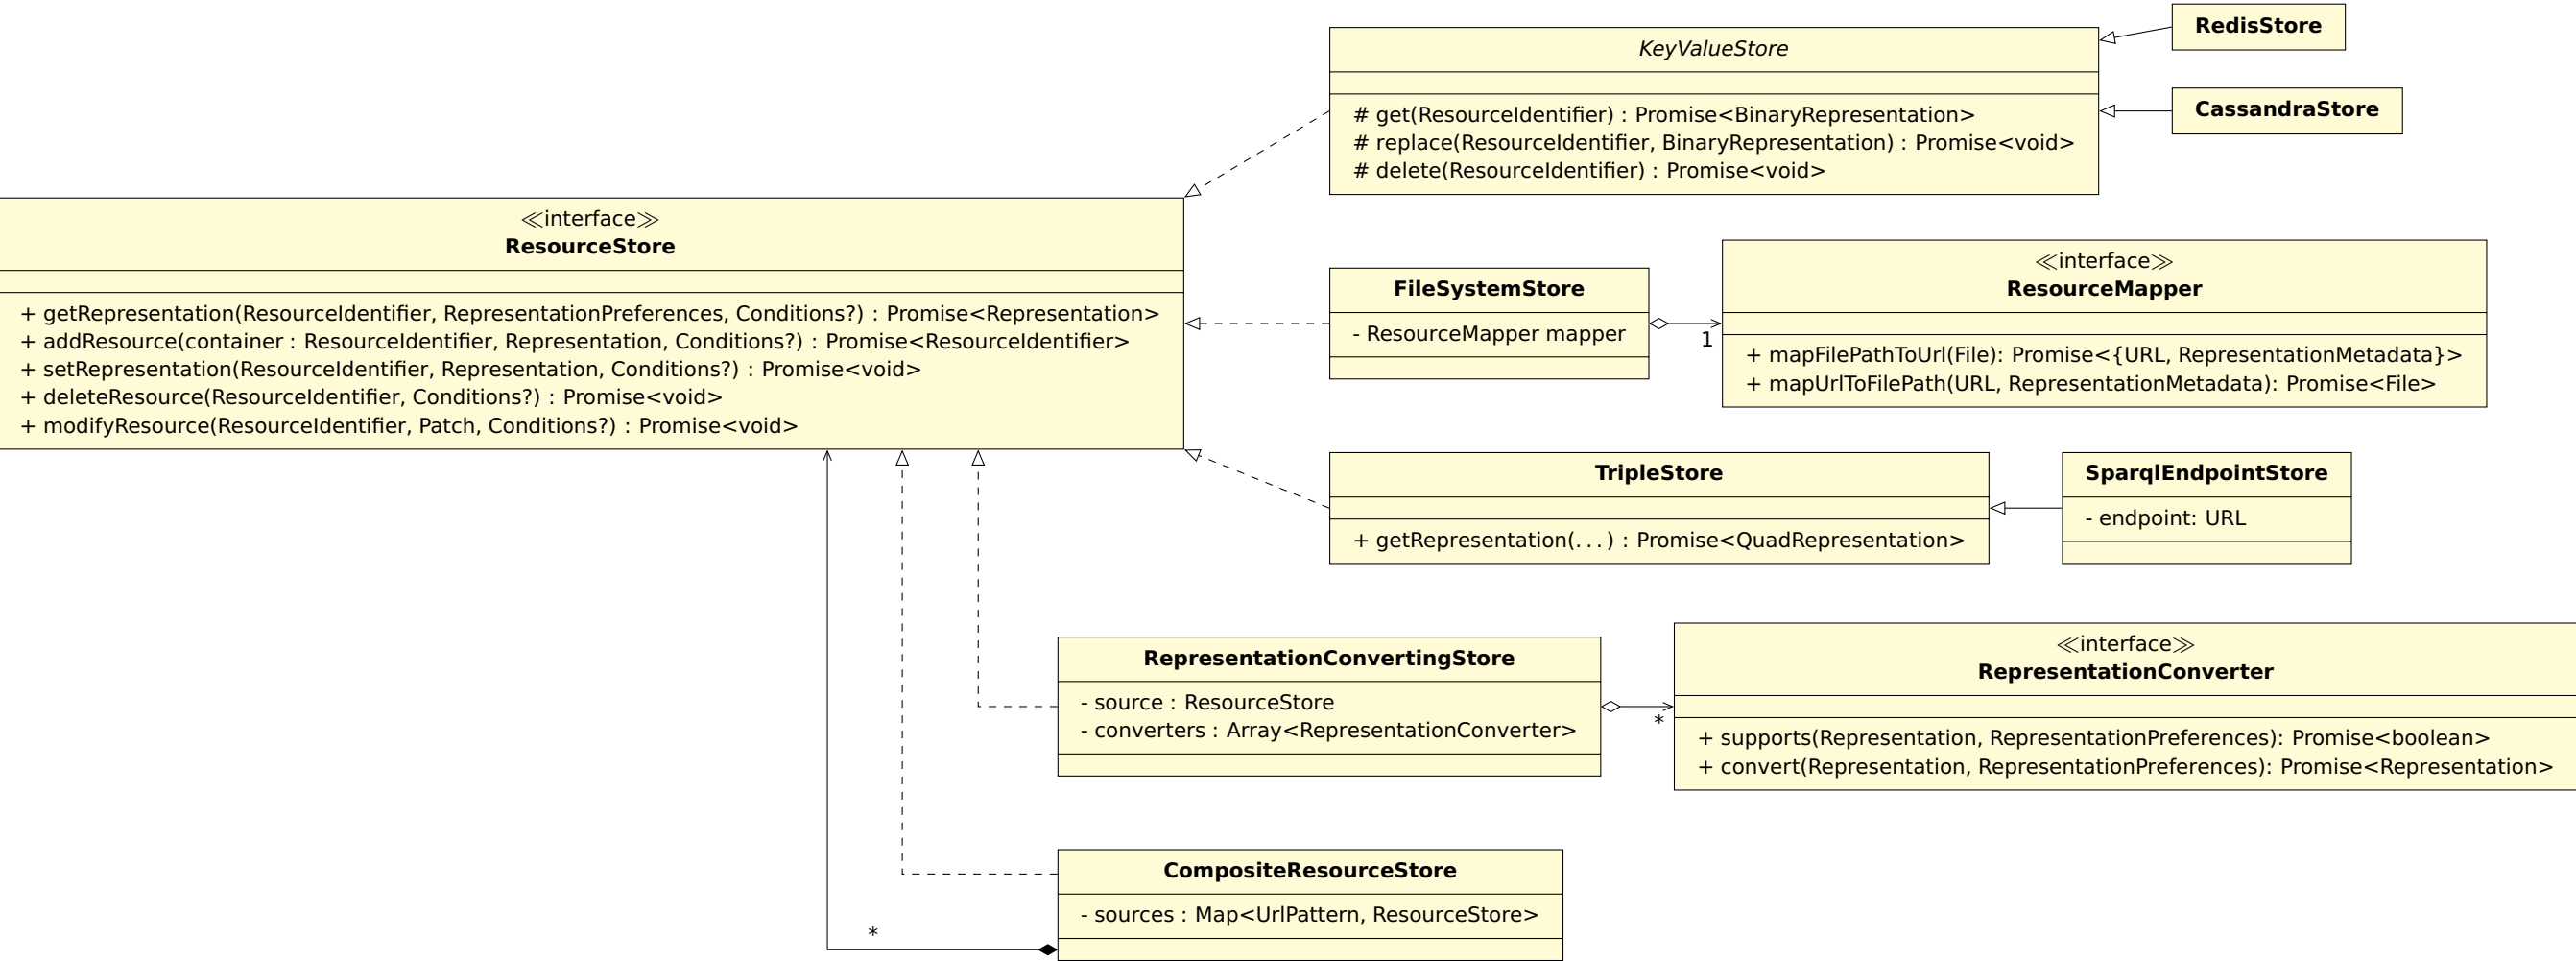 RedisStore
KeyValueStore
# get(ResourceIdentifier) : Promise<BinaryRepresentation>
# replace(ResourceIdentifier, BinaryRepresentation) : Promise<void>
# delete(ResourceIdentifier) : Promise<void>
CassandraStore
≪interface≫
ResourceStore
+ getRepresentation(ResourceIdentifier, RepresentationPreferences, Conditions?) : Promise<Representation>
+ addResource(container : ResourceIdentifier, Representation, Conditions?) : Promise<ResourceIdentifier>
+ setRepresentation(ResourceIdentifier, Representation, Conditions?) : Promise<void>
+ deleteResource(ResourceIdentifier, Conditions?) : Promise<void>
+ modifyResource(ResourceIdentifier, Patch, Conditions?) : Promise<void>
FileSystemStore
- ResourceMapper mapper
1
≪interface≫
ResourceMapper
+ mapFilePathToUrl(File): Promise<{URL, RepresentationMetadata}>
+ mapUrlToFilePath(URL, RepresentationMetadata): Promise<File>
TripleStore
+ getRepresentation(...) : Promise<QuadRepresentation>
SparqlEndpointStore
- endpoint: URL
RepresentationConvertingStore
- source : ResourceStore
- converters : Array<RepresentationConverter>
*
≪interface≫
RepresentationConverter
+ supports(Representation, RepresentationPreferences): Promise<boolean>
+ convert(Representation, RepresentationPreferences): Promise<Representation>
CompositeResourceStore
- sources : Map<UrlPattern, ResourceStore>
*